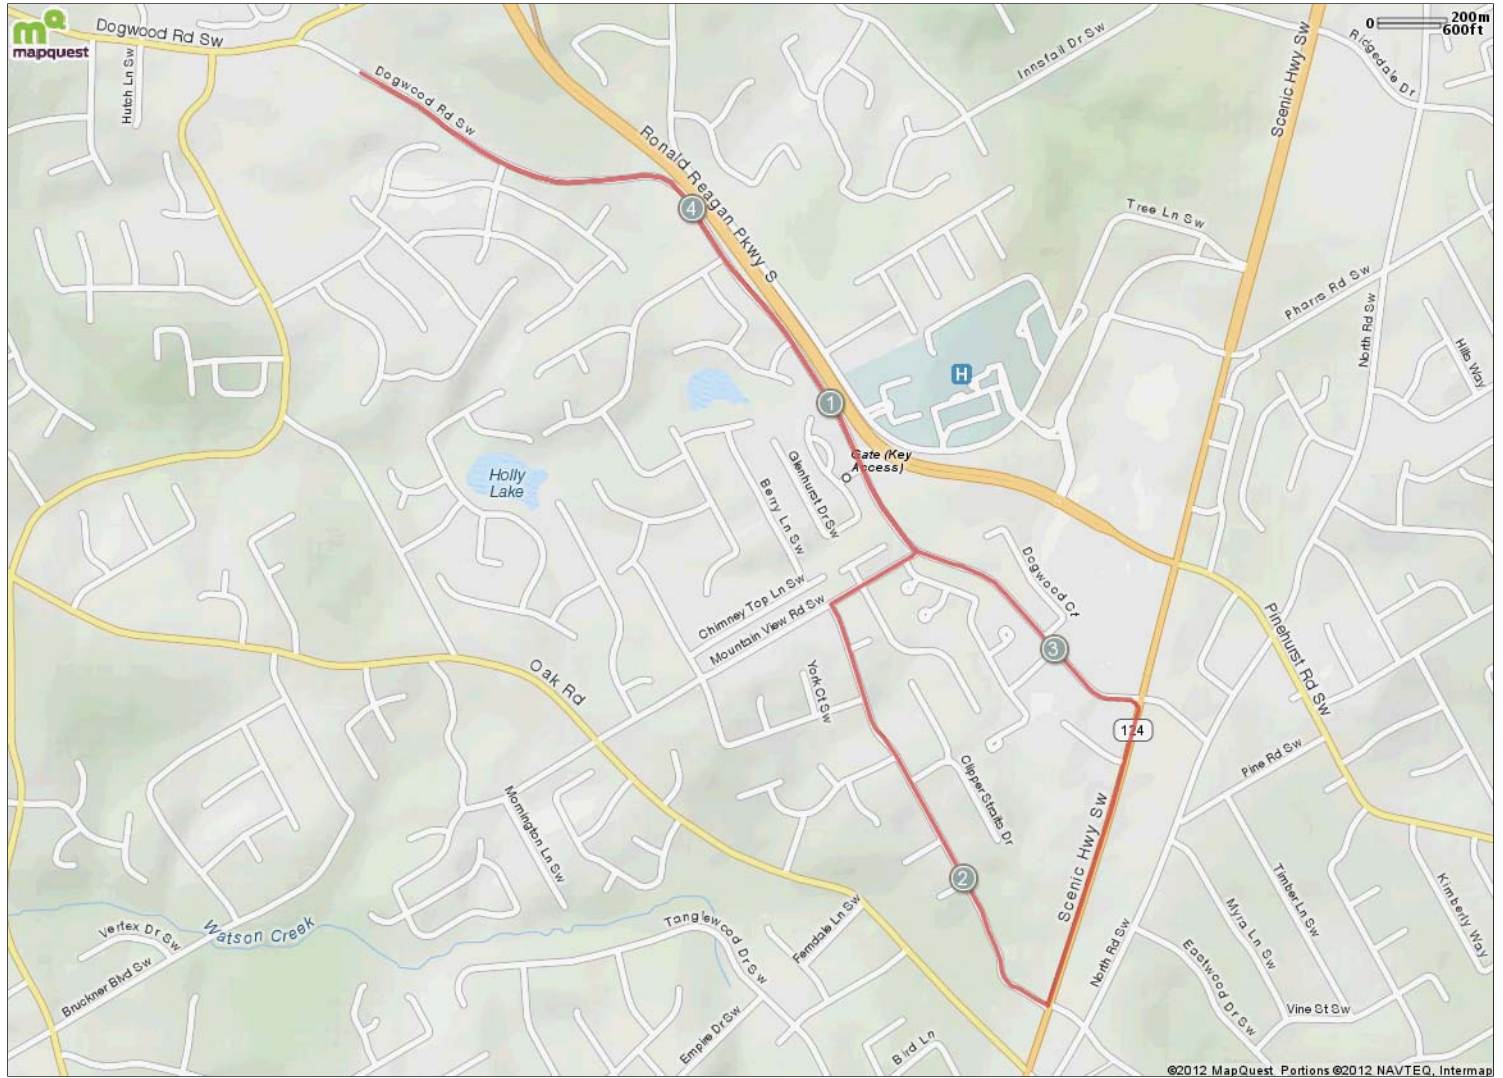 mapquest
Dogwood Rd Sw
Hutch Ln Sw
Dogwood Rd Sw
Ronald Reagan Pkwy S
Innsfail Dr Sw
Scenic Hwy Sw
Ridgedale Dr
0 200m
600ft
Tree Ln Sw
Pharrs Rd Sw
North Rd Sw
Hills Way
4
H
1
Gate (Key
Access)
Holly
Lake
Glenhurst Dr Sw
Berry Ln Sw
Chimney Top Ln Sw
Mountain View Rd Sw
Dogwood Ct
3
Pinehurst Rd Sw
Oak Rd
York Ct Sw
124
Pine Rd Sw
Clipper Straits Dr
Mornington Ln Sw
Scenic Hwy Sw
2
Timber Ln Sw
Kimberly Way
Myra Ln Sw
Watson Creek
Vertex Dr Sw
Bruckner Blvd Sw
Tanglewood Dr Sw
Ferndale Ln Sw
North Rd Sw
Eastwood Dr Sw
Vine St Sw
Empire Dr Sw
Bird Ln
©2012 MapQuest Portions ©2012 NAVTEQ, Intermap